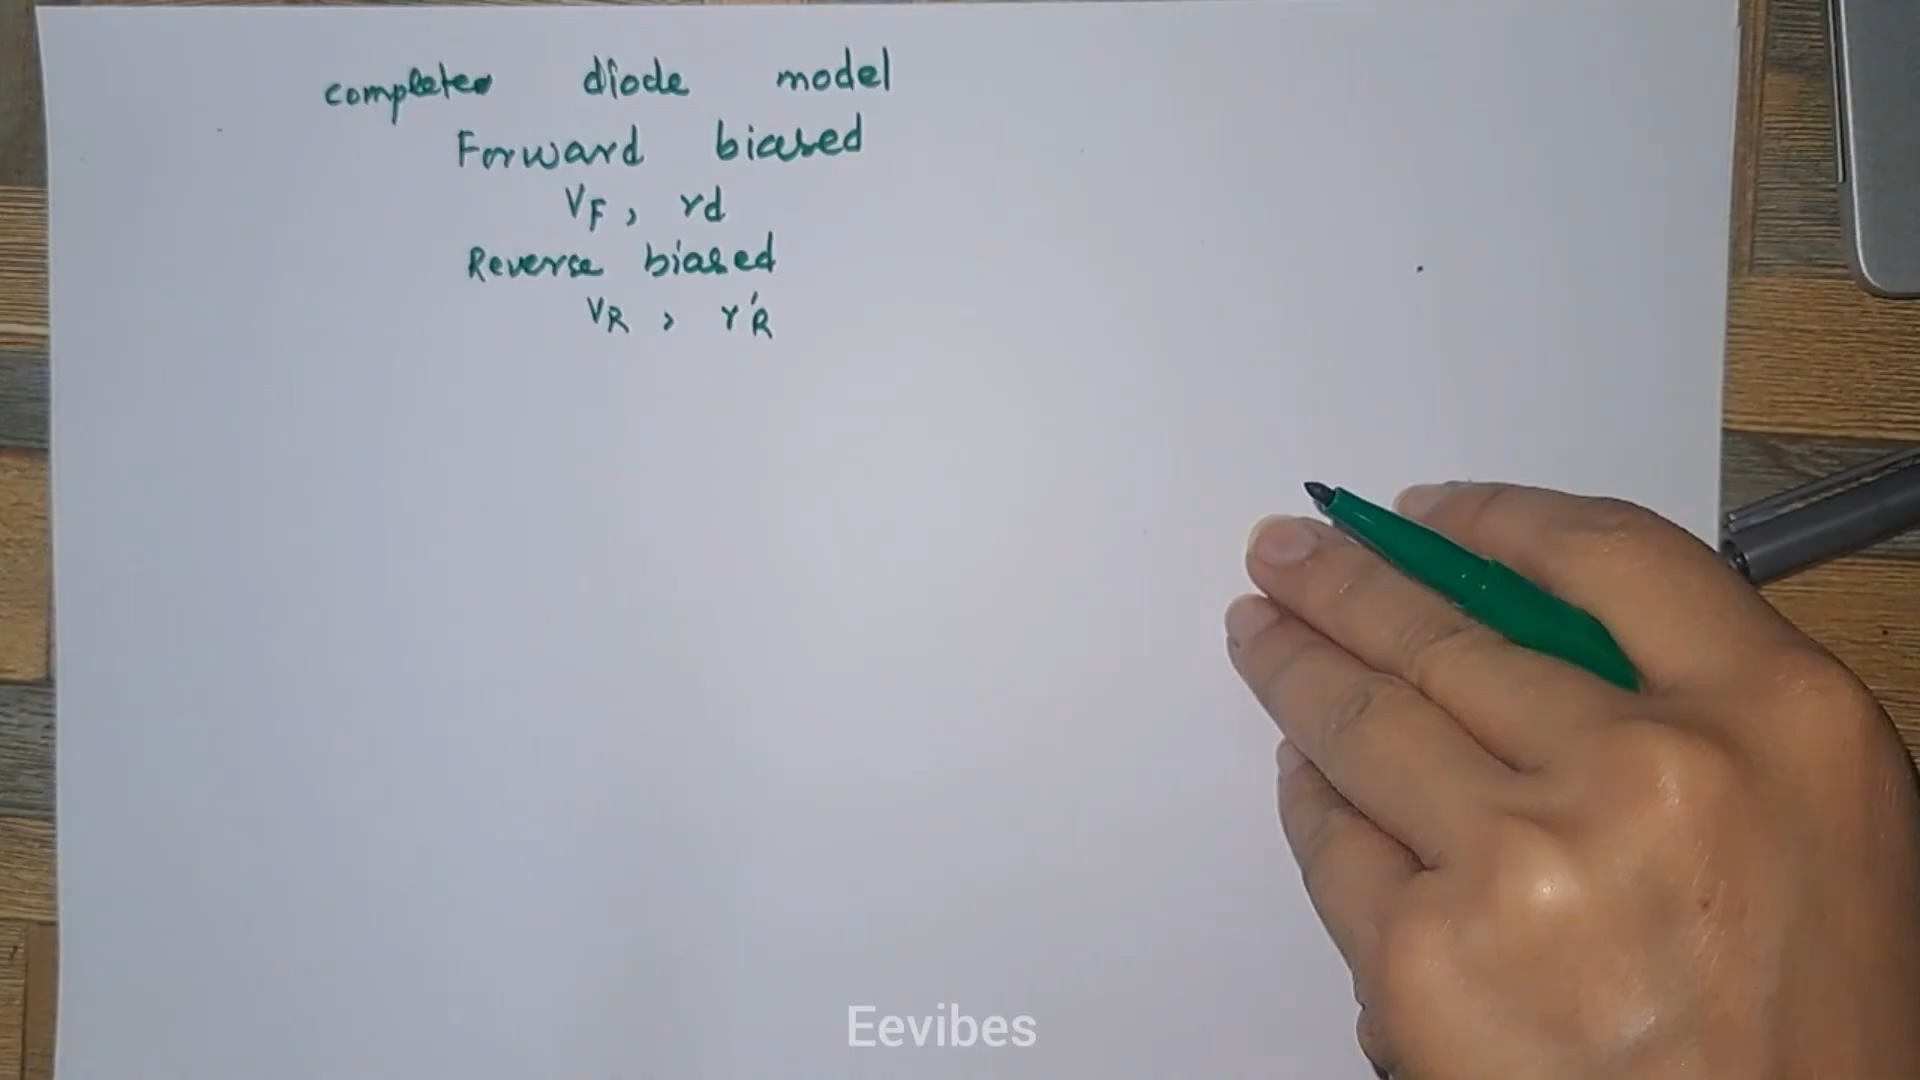 complete diode model
Forward biased
VF, rd
Reverse biased
VR, r'R
Eevibes